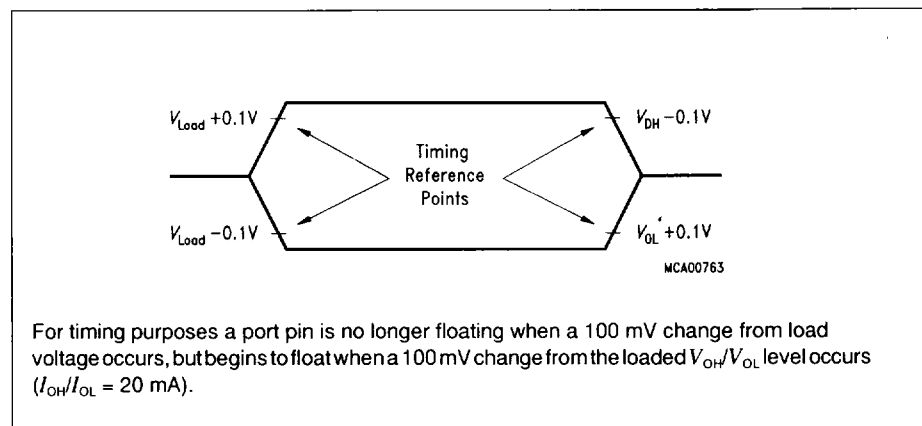 V_Load +0.1V
V_DH −0.1V
Timing
Reference
Points
V_Load −0.1V
V_OL +0.1V
MCA00763
For timing purposes a port pin is no longer floating when a 100 mV change from load
voltage occurs, but begins to float when a 100 mV change from the loaded V_OH/V_OL level occurs
(I_OH/I_OL = 20 mA).